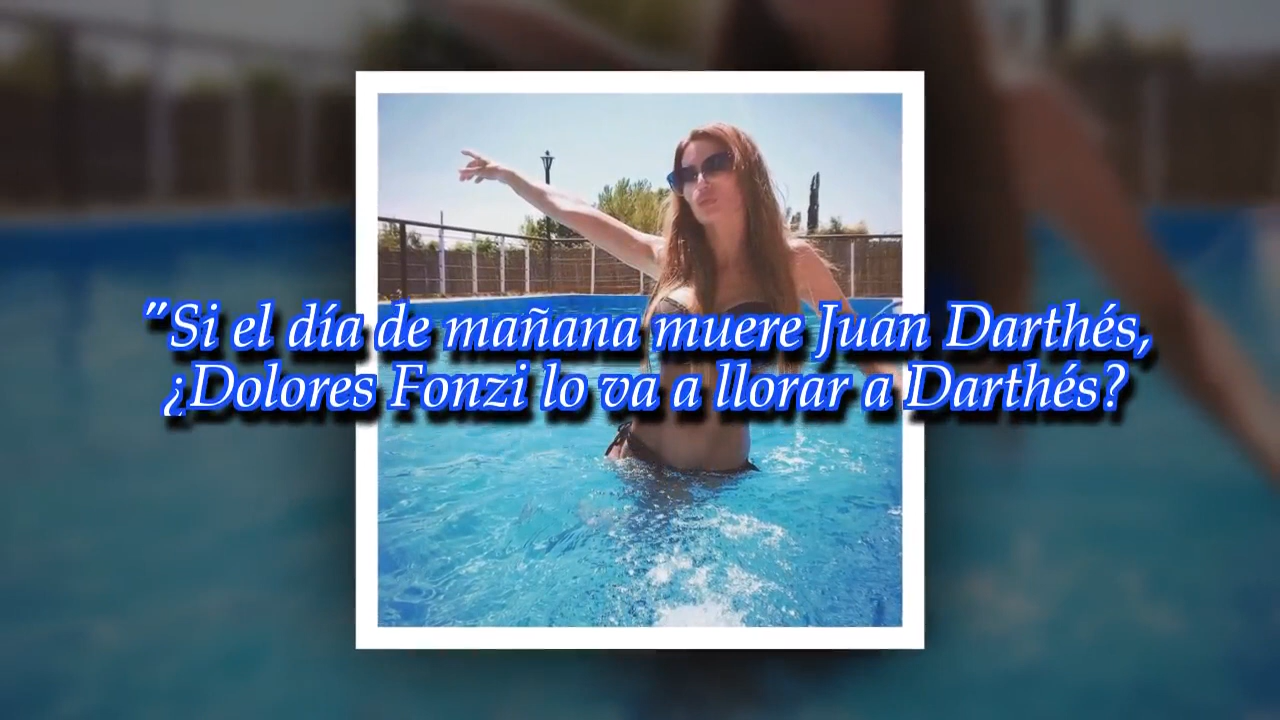 "Si el día de mañana muere Juan Darthés,
¿Dolores Fonzi lo va a llorar a Darthés?